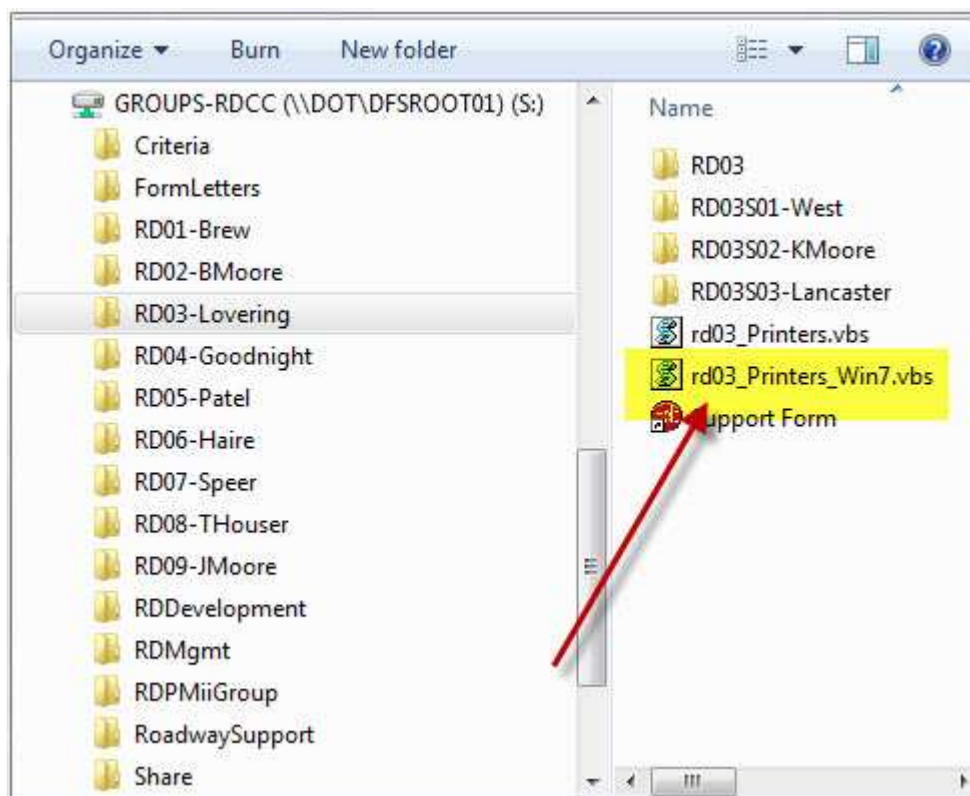 Organize Burn New folder
GROUPS-RDCC (\\DOT\DFSROOT01) (S:)
Criteria
FormLetters
RD01-Brew
RD02-BMoore
RD03-Lovering
RD04-Goodnight
RD05-Patel
RD06-Haire
RD07-Speer
RD08-THouser
RD09-JMoore
RDDevelopment
RDMgmt
RDPMiiGroup
RoadwaySupport
Share
Name
RD03
RD03S01-West
RD03S02-KMoore
RD03S03-Lancaster
rd03_Printers.vbs
rd03_Printers_Win7.vbs
Support Form